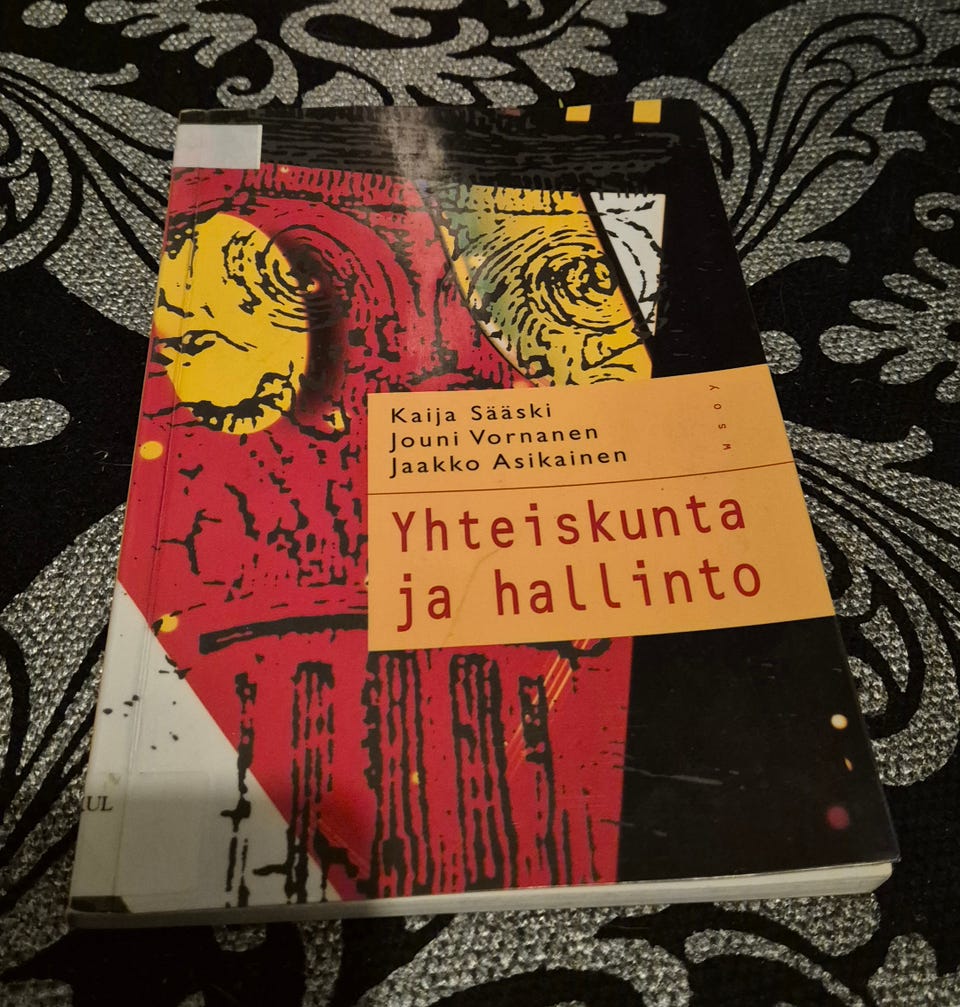 Kaija Sääski
Jouni Vornanen
Jaakko Asikainen
wsoy
Yhteiskunta
ja hallinto